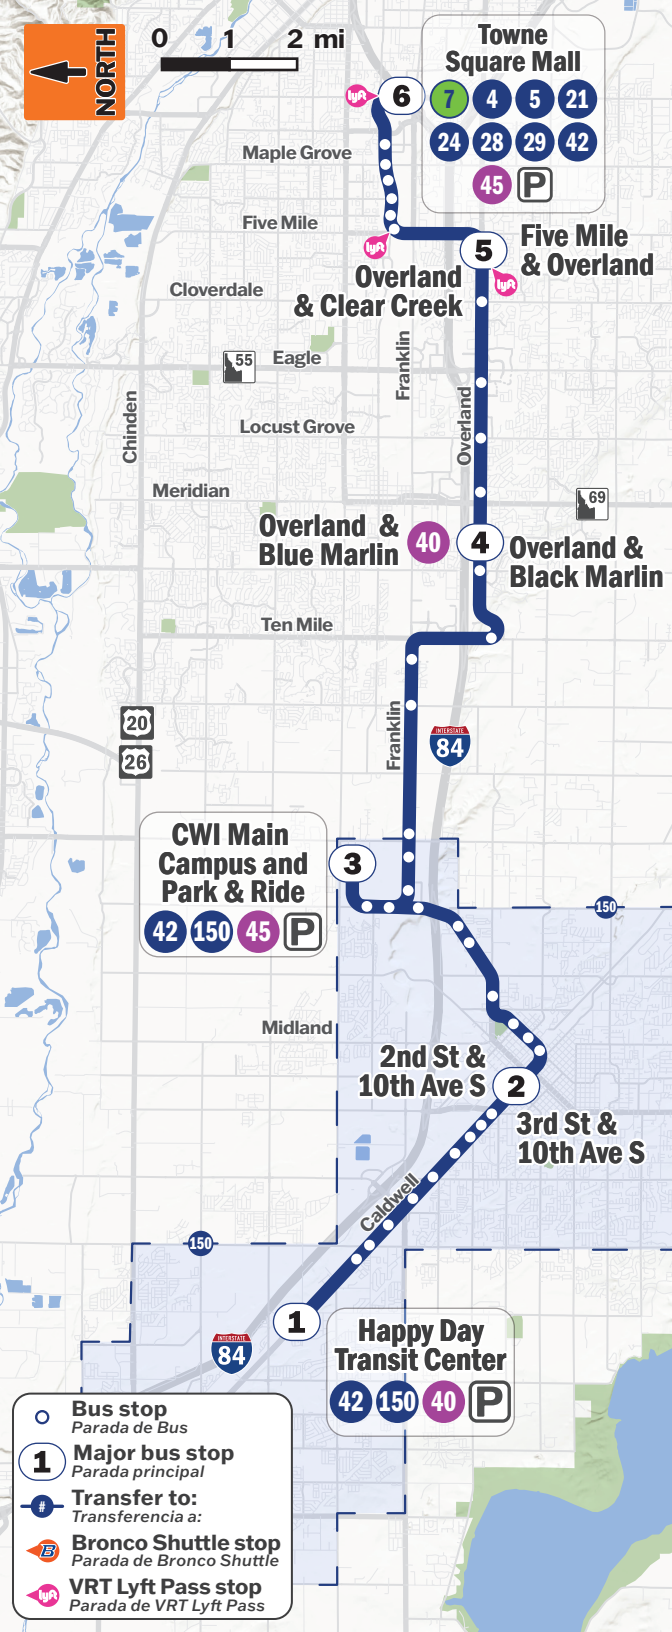 NORTH
0 1 2 mi
Towne
Square Mall
7 4 5 21
24 28 29 42
45 P
lyft
6
Maple Grove
Five Mile
lyft
5
Five Mile
& Overland
lyft
Overland
& Clear Creek
Cloverdale
Eagle
55
Franklin
Chinden
Locust Grove
Overland
Meridian
69
Overland &
Blue Marlin
40
4
Overland &
Black Marlin
Ten Mile
20
26
Franklin
INTERSTATE
84
CWI Main
Campus and
Park & Ride
42 150 45 P
3
150
Midland
2nd St &
10th Ave S
2
3rd St &
10th Ave S
Caldwell
150
1
INTERSTATE
84
Happy Day
Transit Center
42 150 40 P
Bus stop
Parada de Bus
1
Major bus stop
Parada principal
#
Transfer to:
Transferencia a:
B
Bronco Shuttle stop
Parada de Bronco Shuttle
lyft
VRT Lyft Pass stop
Parada de VRT Lyft Pass